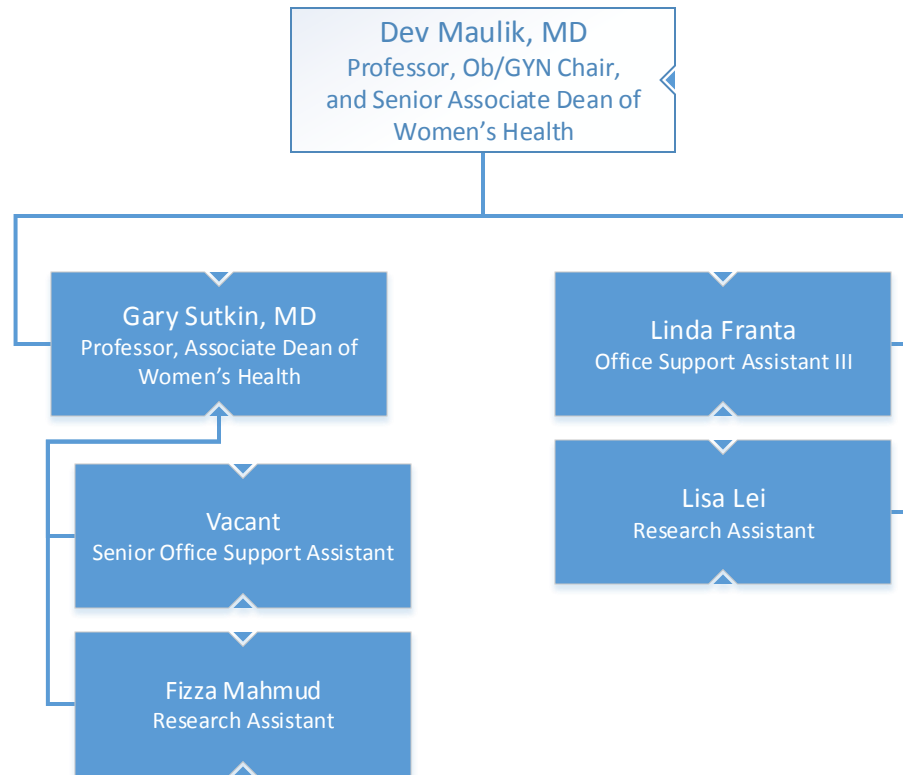 Dev Maulik, MD
Professor, Ob/GYN Chair,
and Senior Associate Dean of
Women's Health
Gary Sutkin, MD
Professor, Associate Dean of
Women's Health
Linda Franta
Office Support Assistant III
Vacant
Senior Office Support Assistant
Lisa Lei
Research Assistant
Fizza Mahmud
Research Assistant